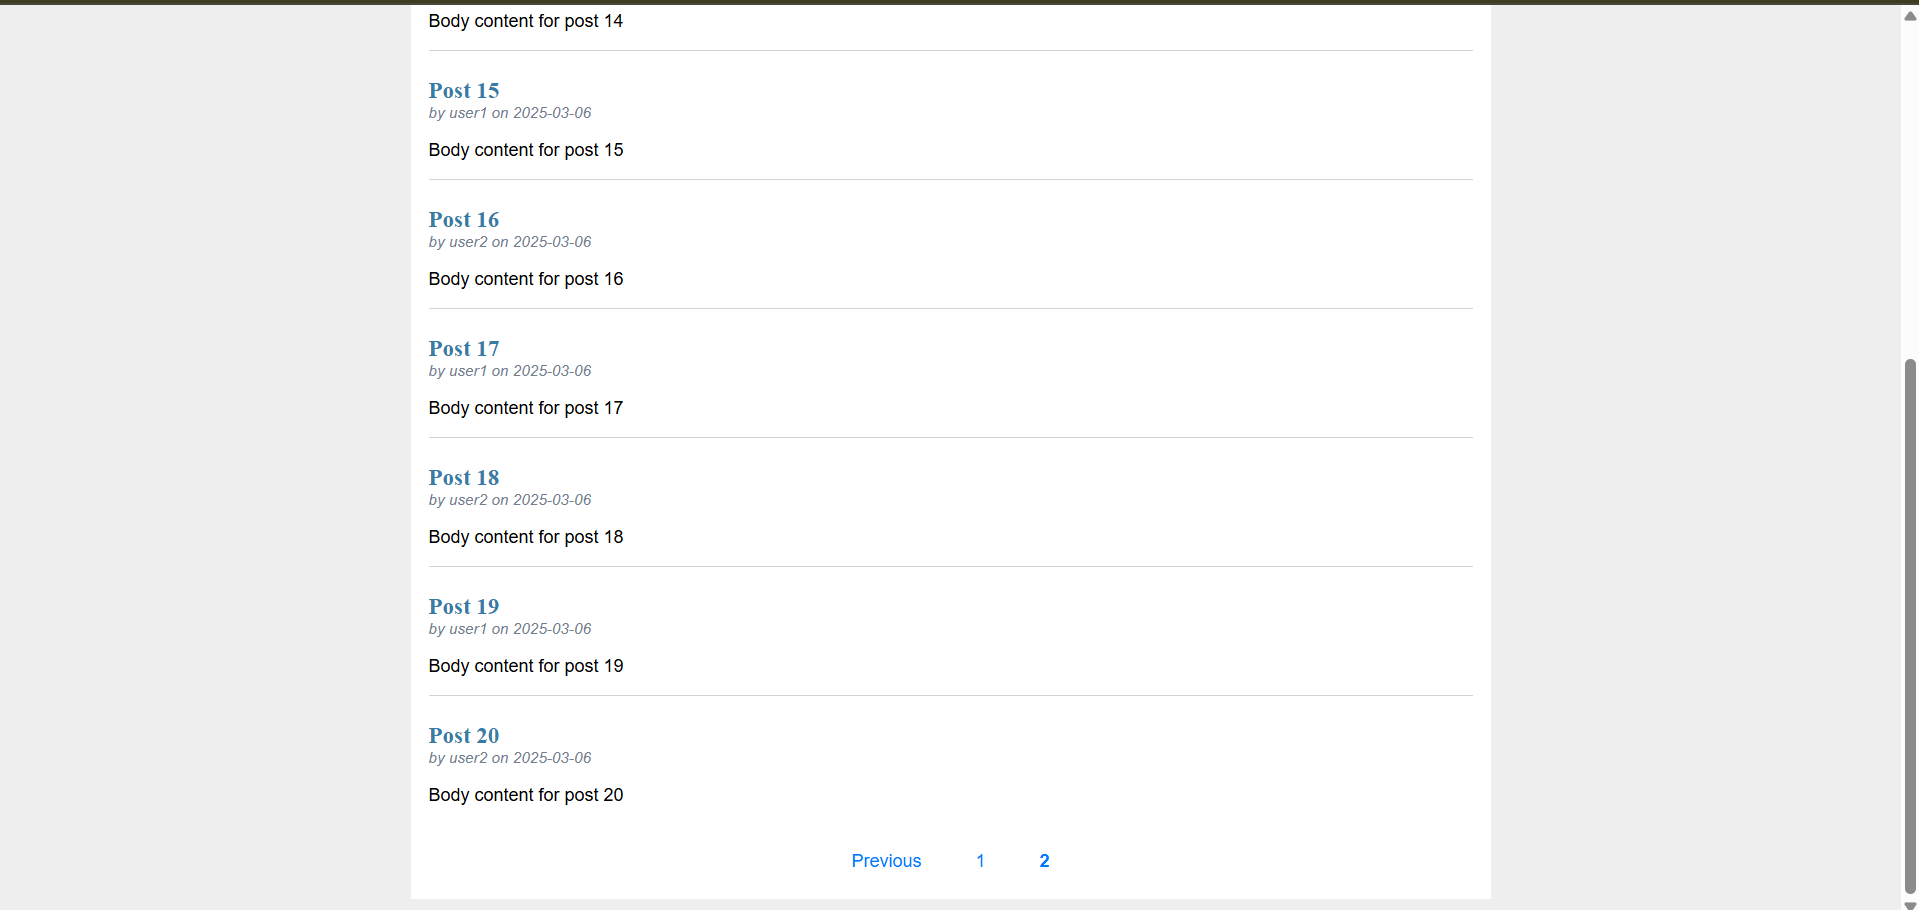 Body content for post 14
Post 15
by user1 on 2025-03-06
Body content for post 15
Post 16
by user2 on 2025-03-06
Body content for post 16
Post 17
by user1 on 2025-03-06
Body content for post 17
Post 18
by user2 on 2025-03-06
Body content for post 18
Post 19
by user1 on 2025-03-06
Body content for post 19
Post 20
by user2 on 2025-03-06
Body content for post 20
Previous 1 2